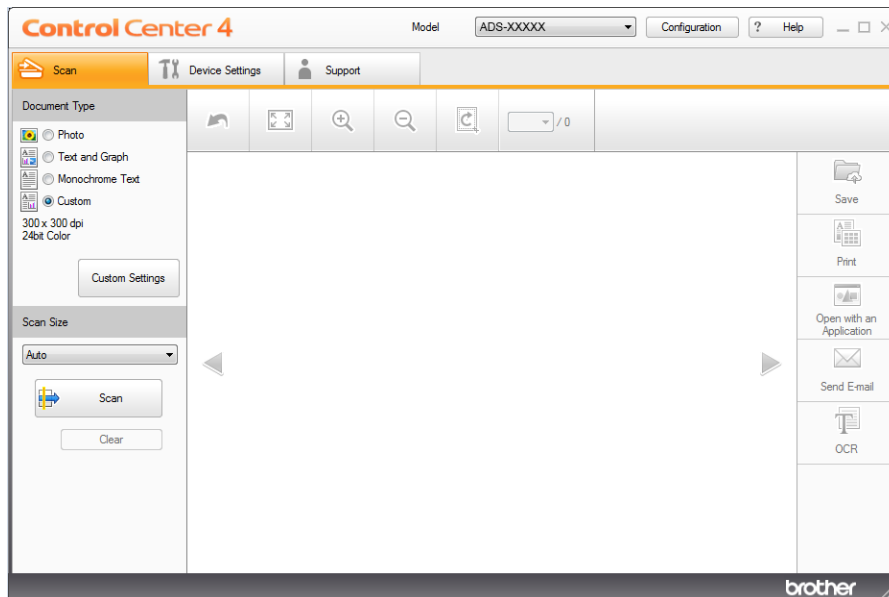 Control Center 4
Model
ADS-XXXXX
Configuration
? Help
Scan
Device Settings
Support
Document Type
Photo
Text and Graph
Monochrome Text
Custom
300 x 300 dpi
24bit Color
Custom Settings
Scan Size
Auto
Scan
Clear
/ 0
Save
Print
Open with an
Application
Send E-mail
OCR
brother